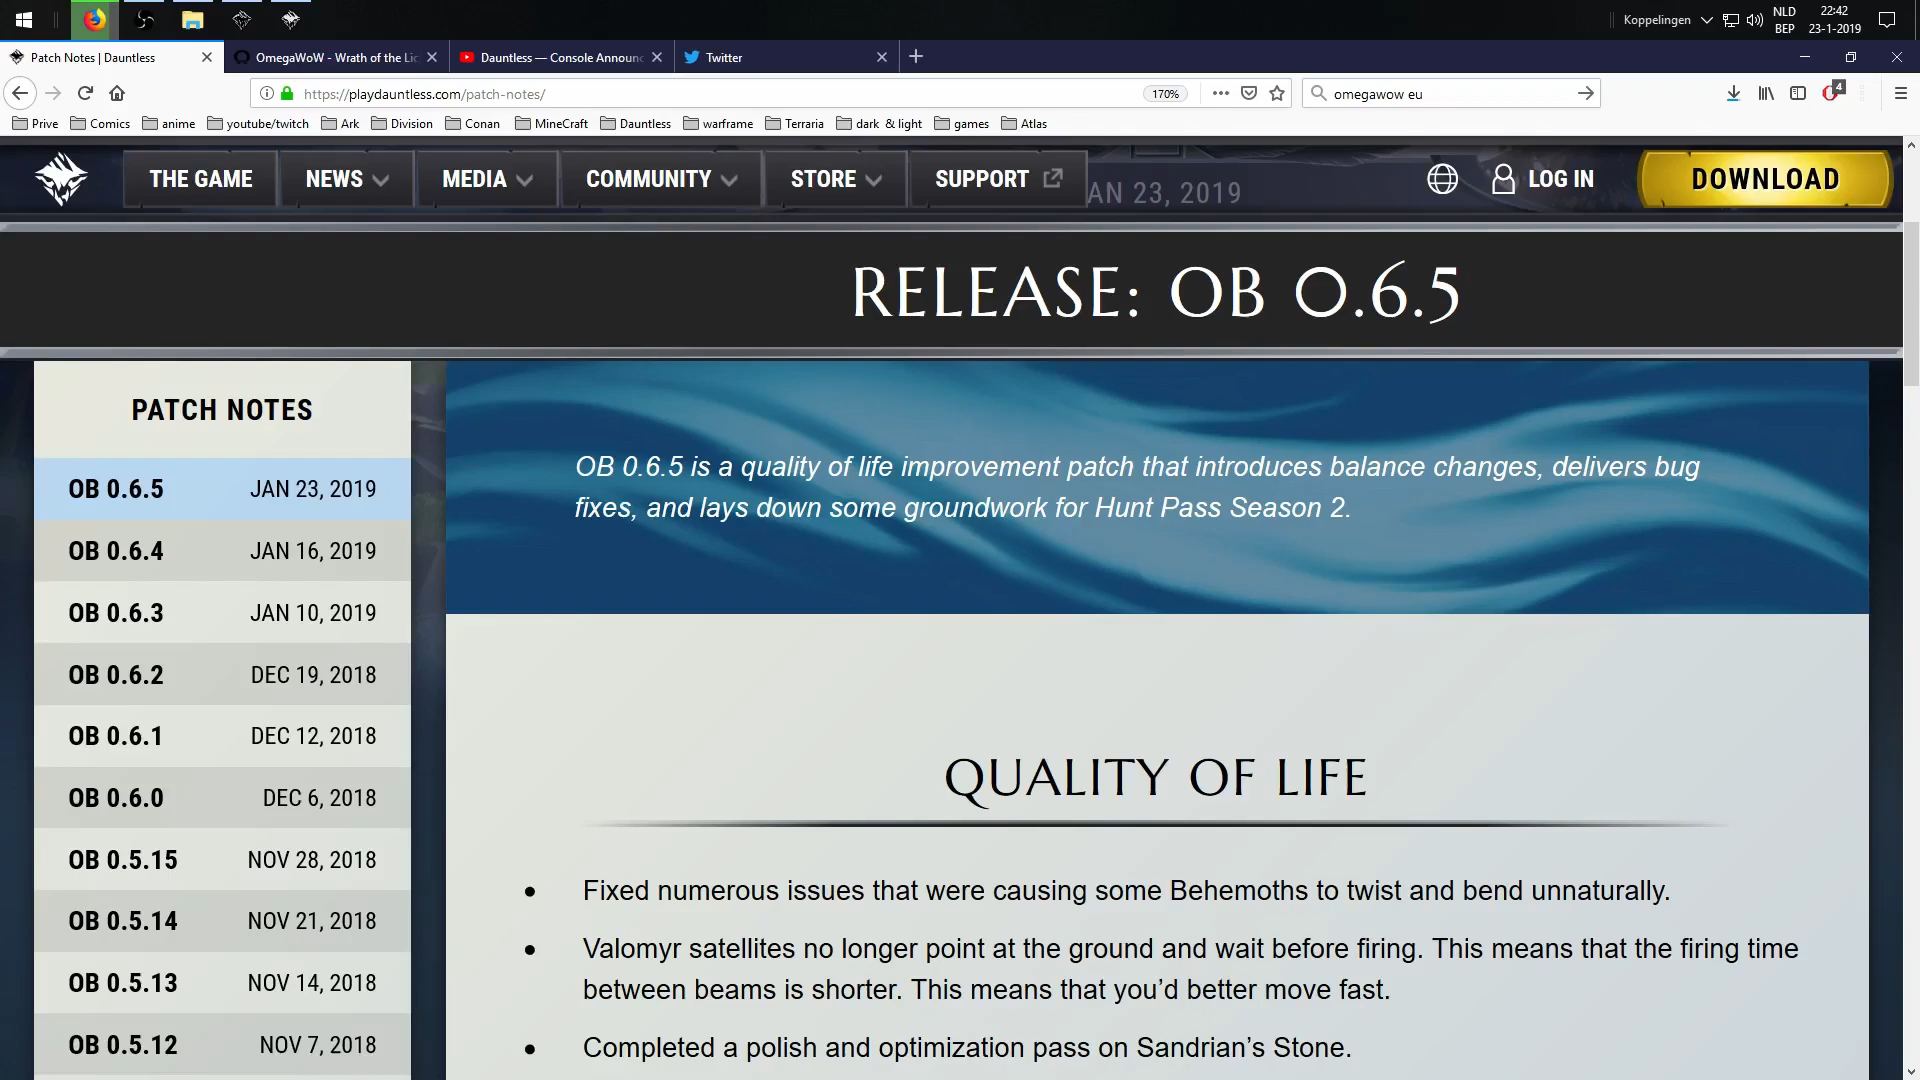 Koppelingen
NLD
BEP
22:42
23-1-2019
Patch Notes | Dauntless
OmegaWoW - Wrath of the Lic
Dauntless — Console Announc
Twitter
https://playdauntless.com/patch-notes/
170%
omegawow eu
4
Prive
Comics
anime
youtube/twitch
Ark
Division
Conan
MineCraft
Dauntless
warframe
Terraria
dark & light
games
Atlas
THE GAME
NEWS
MEDIA
COMMUNITY
STORE
SUPPORT
AN 23, 2019
LOG IN
DOWNLOAD
RELEASE: OB 0.6.5
PATCH NOTES
OB 0.6.5 JAN 23, 2019
OB 0.6.4 JAN 16, 2019
OB 0.6.3 JAN 10, 2019
OB 0.6.2 DEC 19, 2018
OB 0.6.1 DEC 12, 2018
OB 0.6.0 DEC 6, 2018
OB 0.5.15 NOV 28, 2018
OB 0.5.14 NOV 21, 2018
OB 0.5.13 NOV 14, 2018
OB 0.5.12 NOV 7, 2018
OB 0.6.5 is a quality of life improvement patch that introduces balance changes, delivers bug
fixes, and lays down some groundwork for Hunt Pass Season 2.
QUALITY OF LIFE
• Fixed numerous issues that were causing some Behemoths to twist and bend unnaturally.
• Valomyr satellites no longer point at the ground and wait before firing. This means that the firing time
between beams is shorter. This means that you’d better move fast.
• Completed a polish and optimization pass on Sandrian’s Stone.